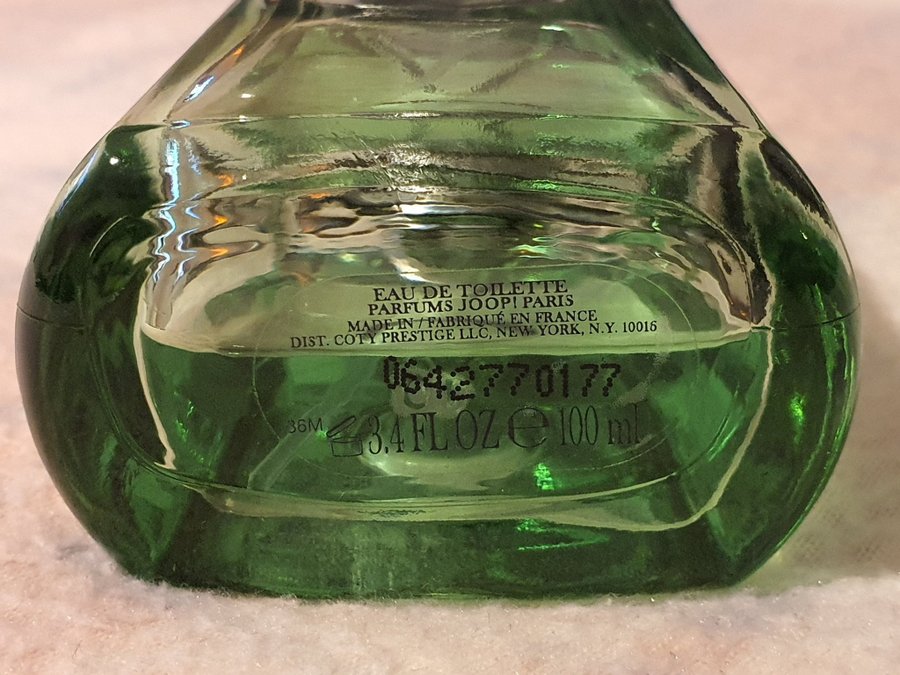 EAU DE TOILETTE
PARFUMS JOOP! PARIS
MADE IN / FABRIQUÉ EN FRANCE
DIST. COTY PRESTIGE LLC, NEW YORK, N.Y. 10016
0642770177
36M 3,4 FL OZ ℮ 100 ml